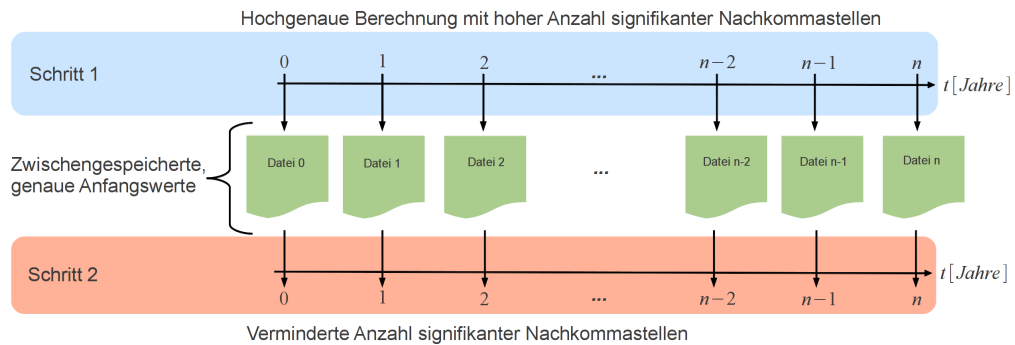 Hochgenaue Berechnung mit hoher Anzahl signifikanter Nachkommastellen
Schritt 1
0 1 2 ... n−2 n−1 n
t [Jahre]
Zwischengespeicherte,
genaue Anfangswerte
Datei 0 Datei 1 Datei 2 ... Datei n-2 Datei n-1 Datei n
Schritt 2
t [Jahre]
0 1 2 ... n−2 n−1 n
Verminderte Anzahl signifikanter Nachkommastellen